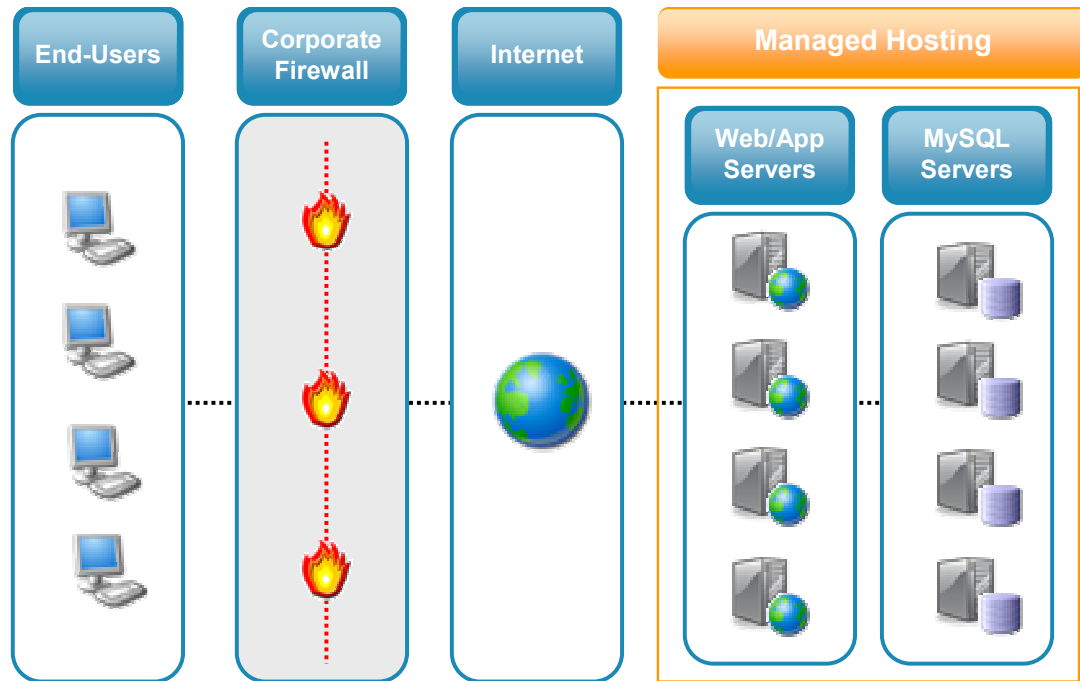 End-Users
Corporate
Firewall
Internet
Managed Hosting
Web/App
Servers
MySQL
Servers